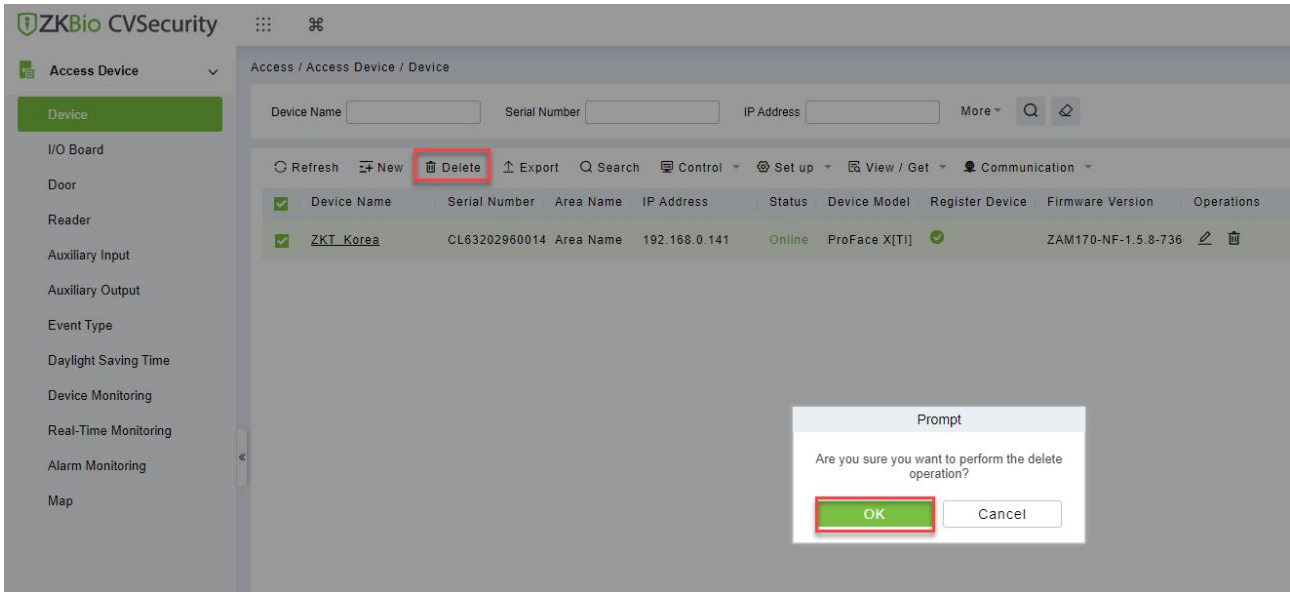 ZKBio CVSecurity
Access Device
Access / Access Device / Device
Device
Device Name Serial Number IP Address More
I/O Board
Door
Reader
Auxiliary Input
Auxiliary Output
Event Type
Daylight Saving Time
Device Monitoring
Real-Time Monitoring
Alarm Monitoring
Map
Refresh New Delete Export Search Control Set up View / Get Communication
Device Name Serial Number Area Name IP Address Status Device Model Register Device Firmware Version Operations
ZKT Korea CL63202960014 Area Name 192.168.0.141 Online ProFace X[TI] ZAM170-NF-1.5.8-736
Prompt
Are you sure you want to perform the delete
operation?
OK Cancel